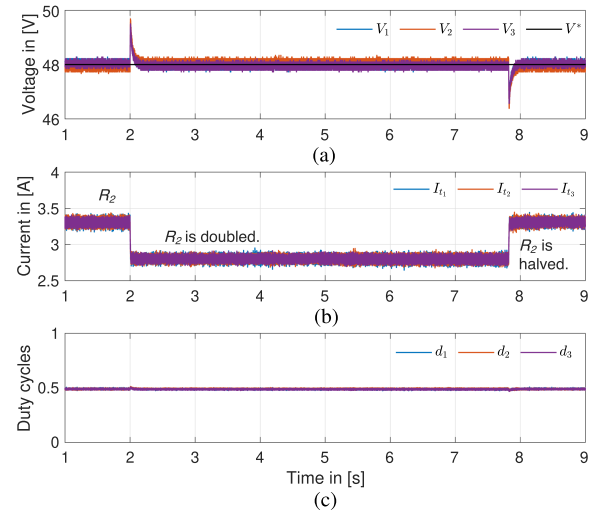 50
48
46
Voltage in [V]
V₁ V₂ V₃ V*
1 2 3 4 5 6 7 8 9
(a)
4
3.5
3
2.5
Current in [A]
Iₜ₁ Iₜ₂ Iₜ₃
R₂
R₂ is doubled.
R₂ is
halved.
1 2 3 4 5 6 7 8 9
(b)
1
0.5
0
Duty cycles
d₁ d₂ d₃
1 2 3 4 5 6 7 8 9
Time in [s]
(c)